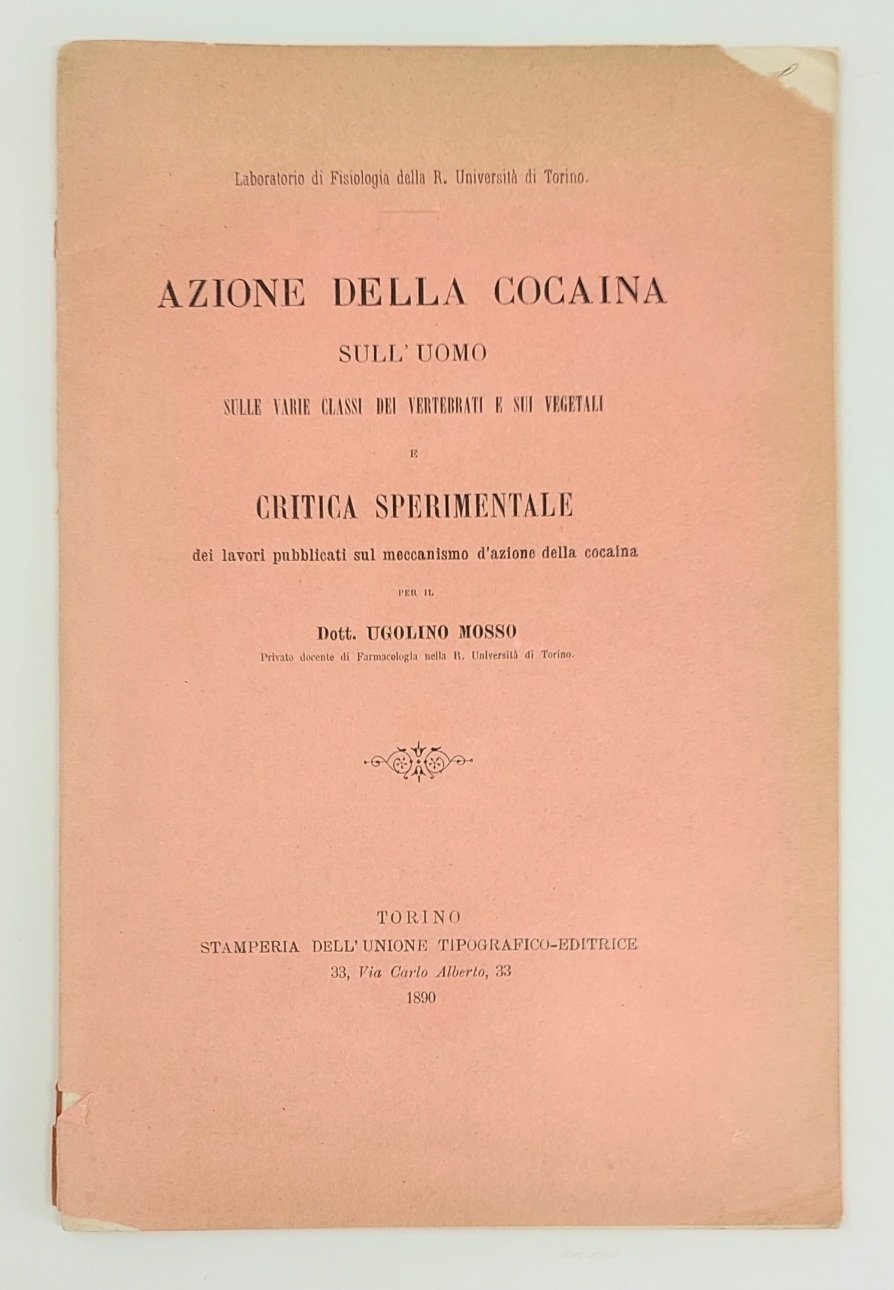 Laboratorio di Fisiologia della R. Università di Torino.
AZIONE DELLA COCAINA
SULL' UOMO
SULLE VARIE CLASSI DEI VERTEBRATI E SUI VEGETALI
E
CRITICA SPERIMENTALE
dei lavori pubblicati sul meccanismo d'azione della cocaina
PER IL
Dott. UGOLINO MOSSO
Privato docente di Farmacologia nella R. Università di Torino.
TORINO
STAMPERIA DELL' UNIONE TIPOGRAFICO-EDITRICE
33, Via Carlo Alberto, 33
1890